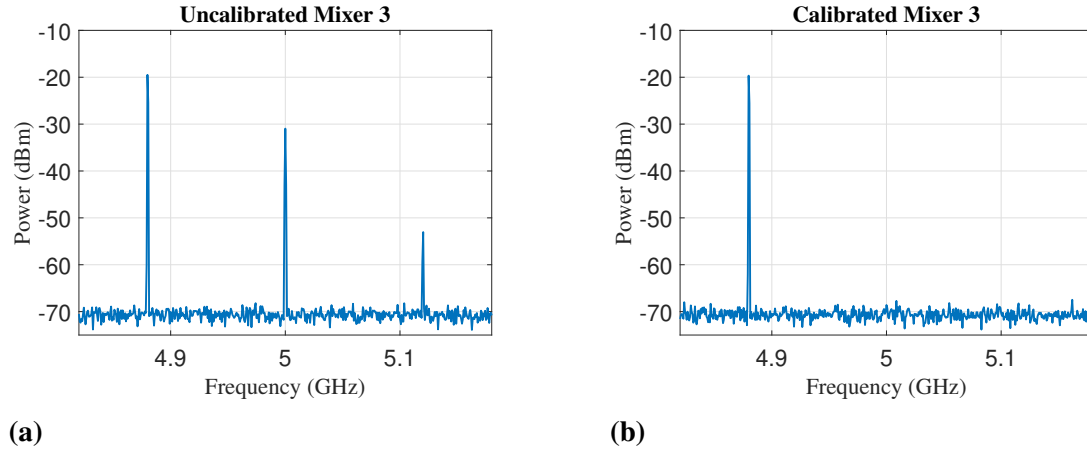 Uncalibrated Mixer 3
-10
-20
-30
-40
-50
-60
-70
Power (dBm)
4.9 5 5.1
Frequency (GHz)
(a)
Calibrated Mixer 3
-10
-20
-30
-40
-50
-60
-70
Power (dBm)
4.9 5 5.1
Frequency (GHz)
(b)